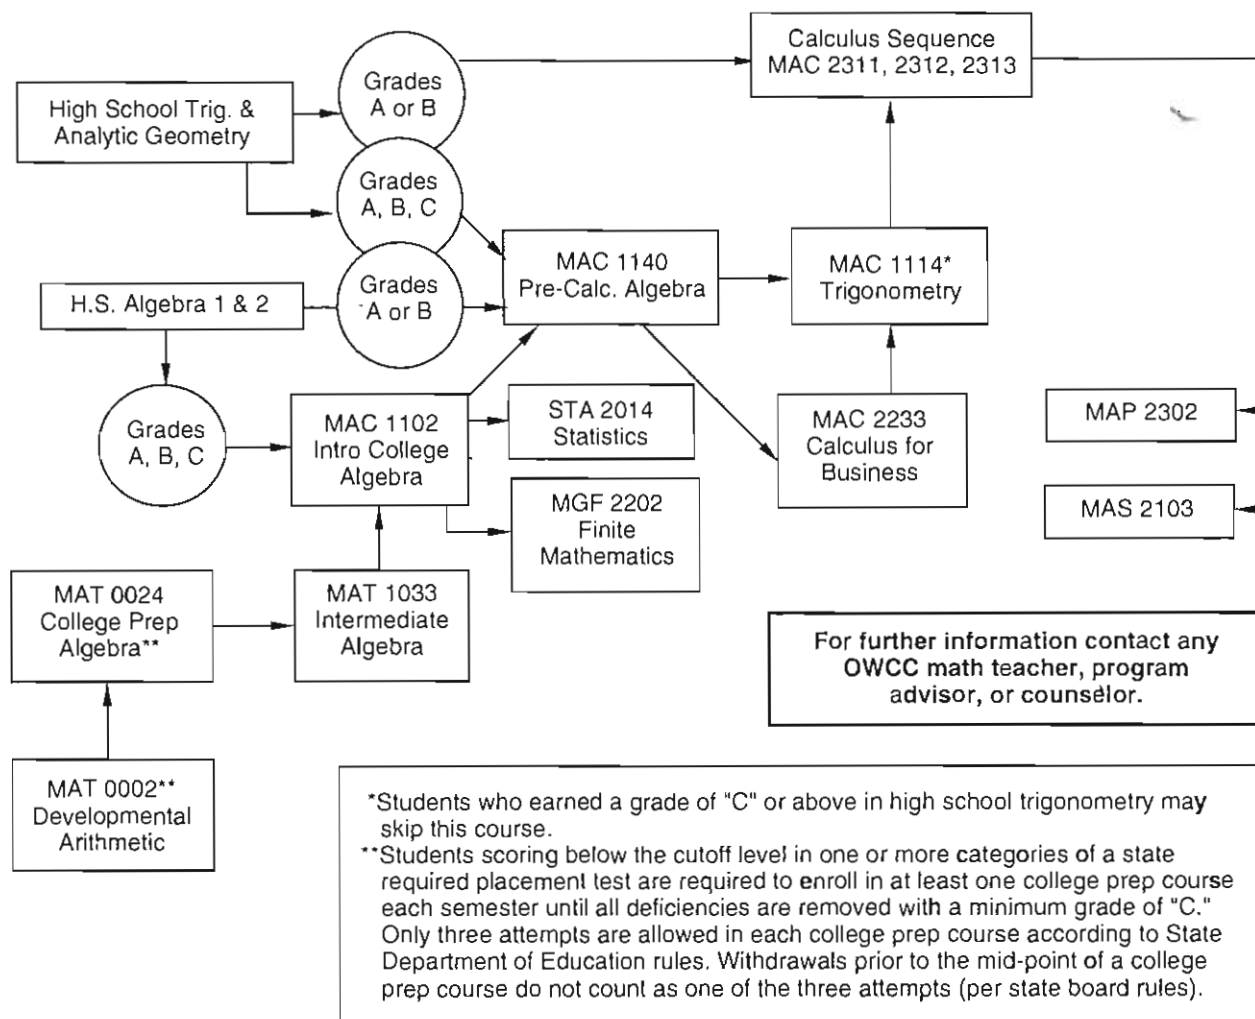 Calculus Sequence
MAC 2311, 2312, 2313
Grades
A or B
High School Trig. &
Analytic Geometry
Grades
A, B, C
MAC 1140
Pre-Calc. Algebra
MAC 1114*
Trigonometry
H.S. Algebra 1 & 2
Grades
A or B
Grades
A, B, C
MAC 1102
Intro College
Algebra
STA 2014
Statistics
MAC 2233
Calculus for
Business
MAP 2302
MGF 2202
Finite
Mathematics
MAS 2103
MAT 0024
College Prep
Algebra**
MAT 1033
Intermediate
Algebra
For further information contact any
OWCC math teacher, program
advisor, or counselor.
MAT 0002**
Developmental
Arithmetic
*Students who earned a grade of "C" or above in high school trigonometry may
skip this course.
**Students scoring below the cutoff level in one or more categories of a state
required placement test are required to enroll in at least one college prep course
each semester until all deficiencies are removed with a minimum grade of "C."
Only three attempts are allowed in each college prep course according to State
Department of Education rules. Withdrawals prior to the mid-point of a college
prep course do not count as one of the three attempts (per state board rules).